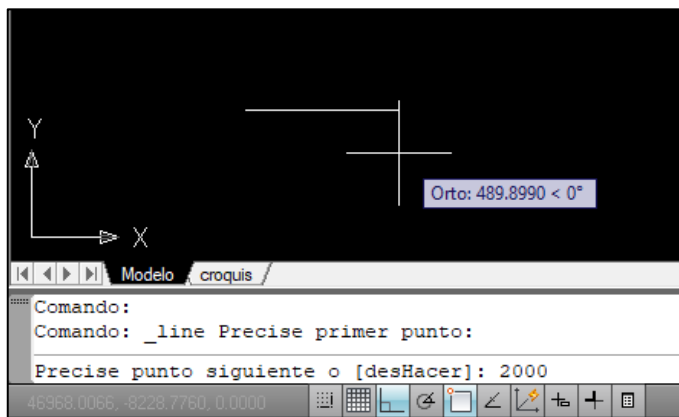 Y
Orto: 489.8990 < 0°
X
Modelo croquis
Comando:
Comando: _line Precise primer punto:
Precise punto siguiente o [desHacer]: 2000
46968.0066, -8228.7760, 0.0000